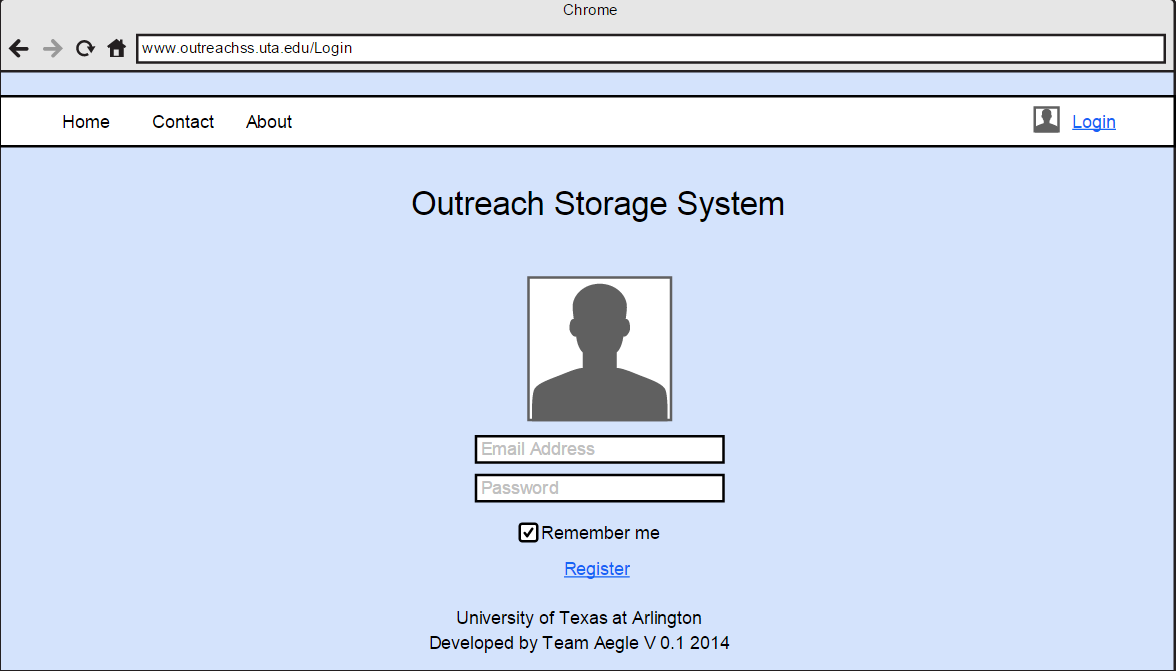 Chrome
www.outreachss.uta.edu/Login
Home Contact About Login
Outreach Storage System
Email Address
Password
Remember me
Register
University of Texas at Arlington
Developed by Team Aegle V 0.1 2014